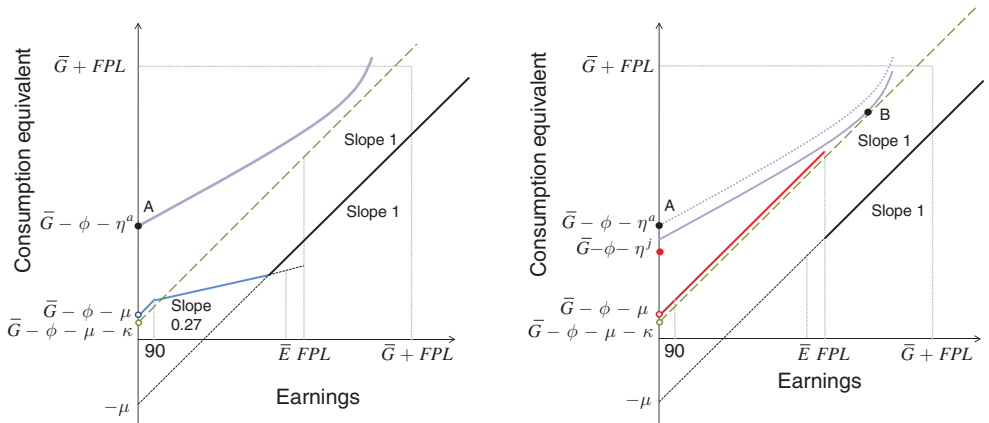 Consumption equivalent
G̅ + FPL
A
Slope 1
Slope 1
G̅ − ϕ − η^a
G̅ − ϕ − μ
G̅ − ϕ − μ − κ
Slope
0.27
90
E̅ FPL
G̅ + FPL
−μ
Earnings
Consumption equivalent
G̅ + FPL
B
Slope 1
A
G̅ − ϕ − η^a
G̅−ϕ− η^j
Slope 1
G̅ − ϕ − μ
G̅ − ϕ − μ − κ
90
E̅ FPL
G̅ + FPL
−μ
Earnings